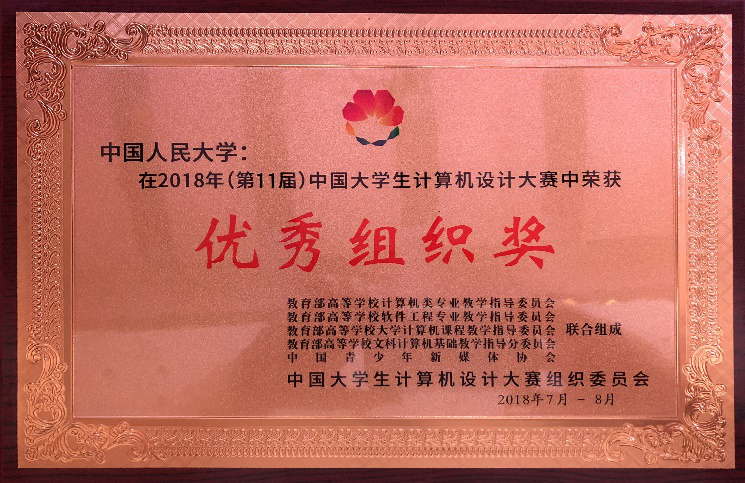 中国人民大学：
在2018年（第11届）中国大学生计算机设计大赛中荣获
优秀组织奖
教育部高等学校计算机类专业教学指导委员会
教育部高等学校软件工程专业教学指导委员会
教育部高等学校大学计算机课程教学指导委员会 联合组成
教育部高等学校文科计算机基础教学指导分委员会
中国青少年新媒体协会
中国大学生计算机设计大赛组织委员会
2018年7月 - 8月